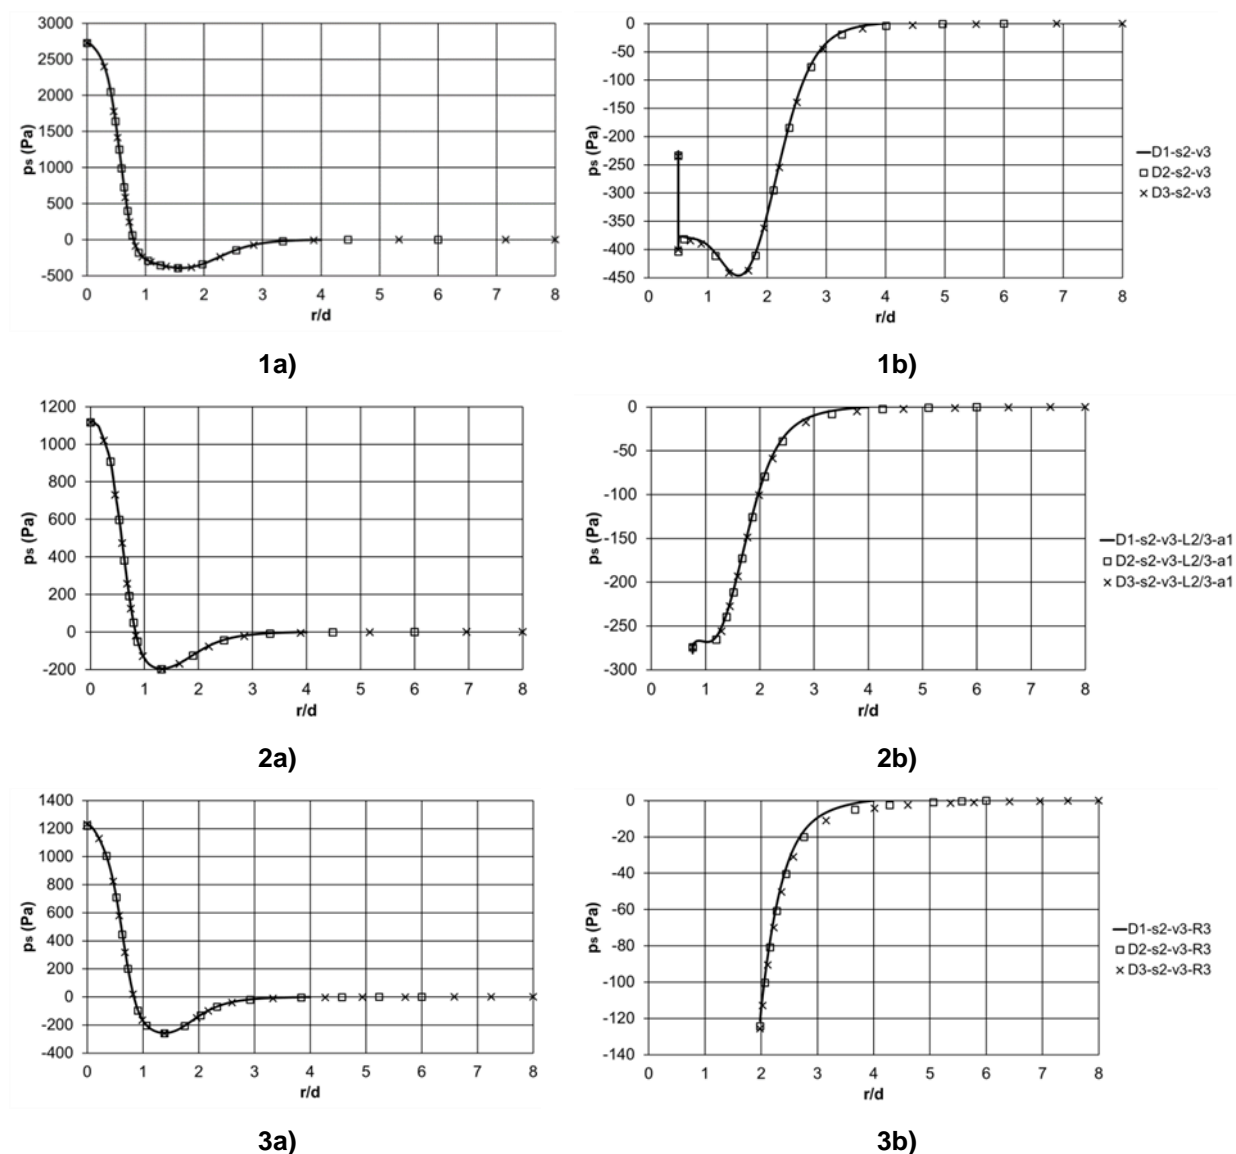 3000
2500
2000
1500
1000
500
0
-500
ps (Pa)
0 1 2 3 4 5 6 7 8
r/d
1a)
0
-50
-100
-150
-200
-250
-300
-350
-400
-450
ps (Pa)
0 1 2 3 4 5 6 7 8
r/d
D1-s2-v3
D2-s2-v3
D3-s2-v3
1b)
1200
1000
800
600
400
200
0
-200
ps (Pa)
0 1 2 3 4 5 6 7 8
r/d
2a)
0
-50
-100
-150
-200
-250
-300
ps (Pa)
0 1 2 3 4 5 6 7 8
r/d
D1-s2-v3-L2/3-a1
D2-s2-v3-L2/3-a1
D3-s2-v3-L2/3-a1
2b)
1400
1200
1000
800
600
400
200
0
-200
-400
ps (Pa)
0 1 2 3 4 5 6 7 8
r/d
3a)
0
-20
-40
-60
-80
-100
-120
-140
ps (Pa)
0 1 2 3 4 5 6 7 8
r/d
D1-s2-v3-R3
D2-s2-v3-R3
D3-s2-v3-R3
3b)